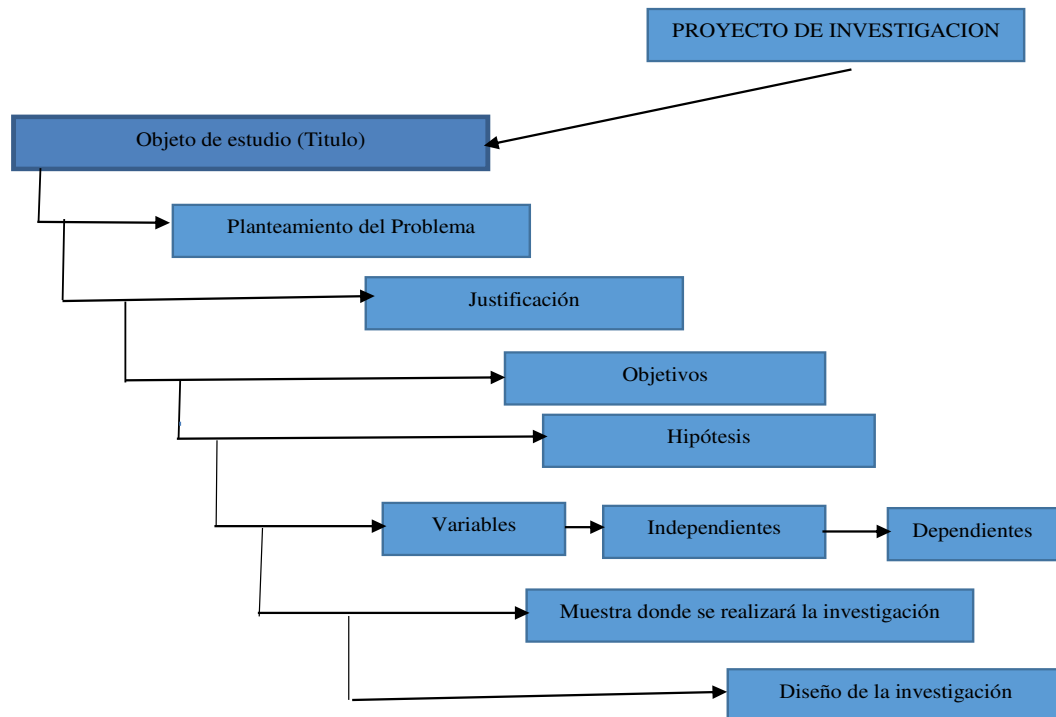 PROYECTO DE INVESTIGACION
Objeto de estudio (Titulo)
Planteamiento del Problema
Justificación
Objetivos
Hipótesis
Variables
Independientes
Dependientes
Muestra donde se realizará la investigación
Diseño de la investigación